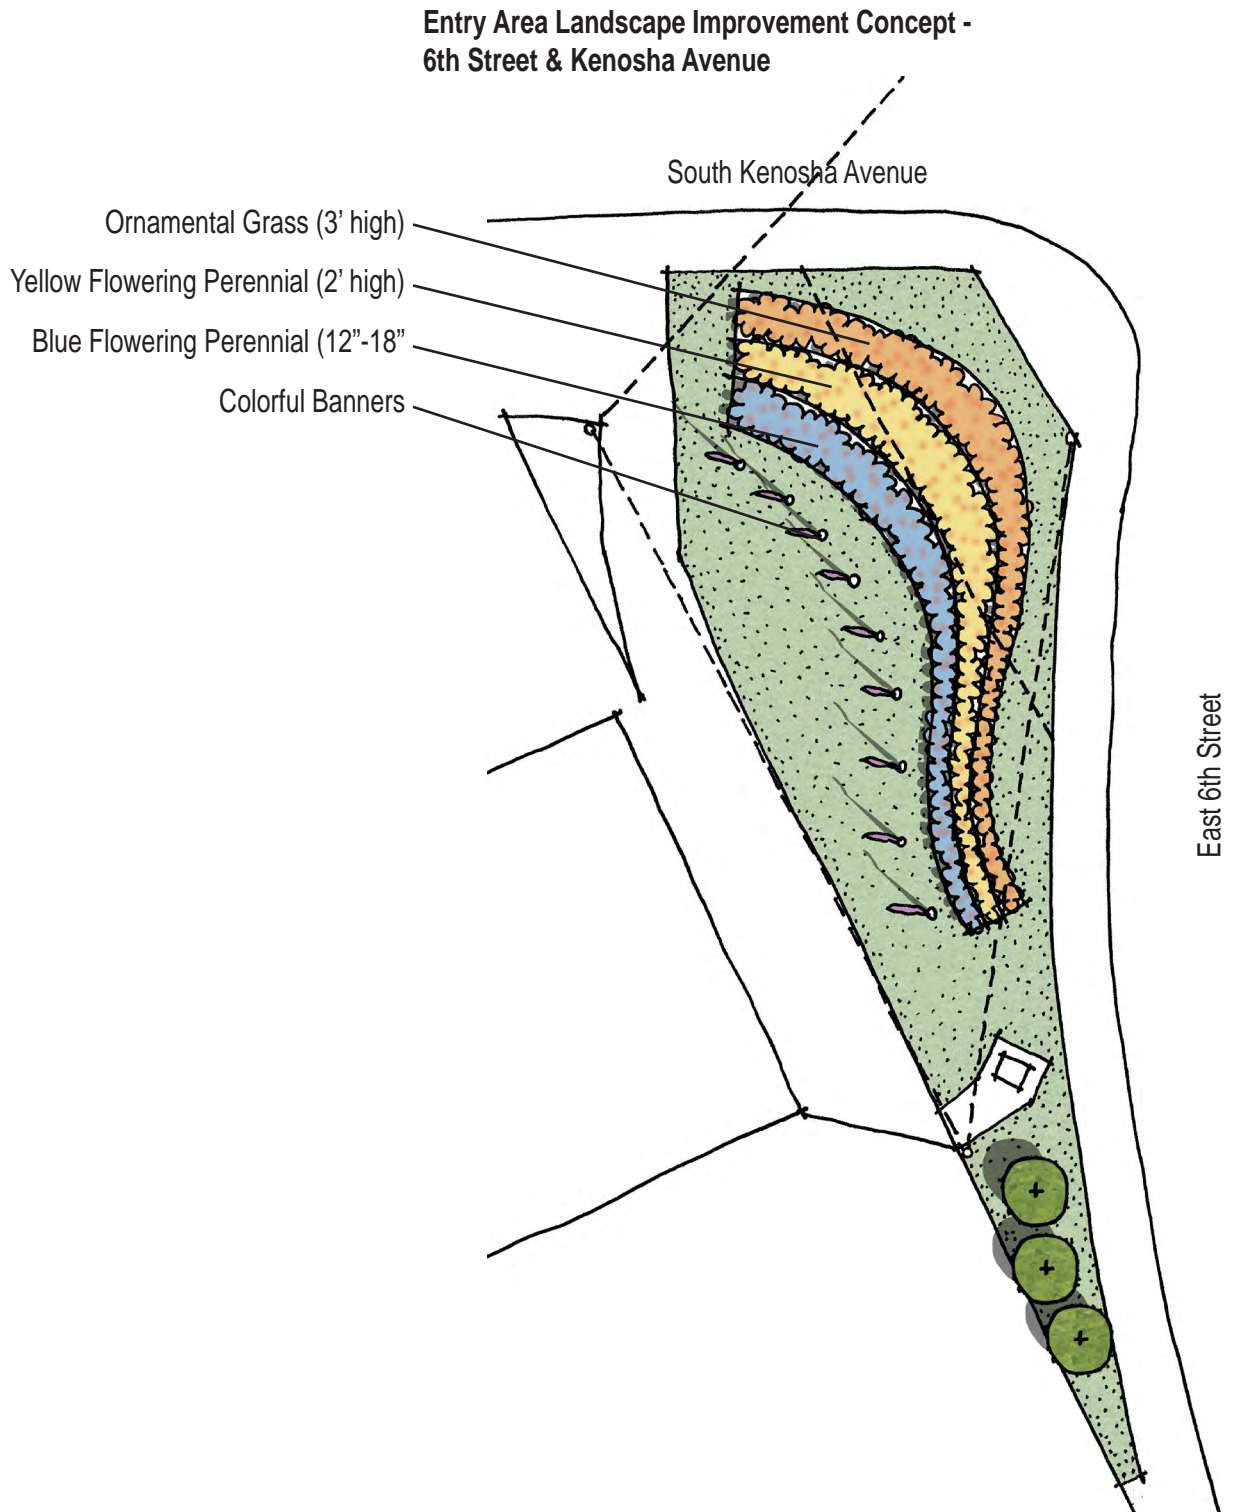 Entry Area Landscape Improvement Concept -
6th Street & Kenosha Avenue
South Kenosha Avenue
Ornamental Grass (3’ high)
Yellow Flowering Perennial (2’ high)
Blue Flowering Perennial (12”-18”
Colorful Banners
East 6th Street